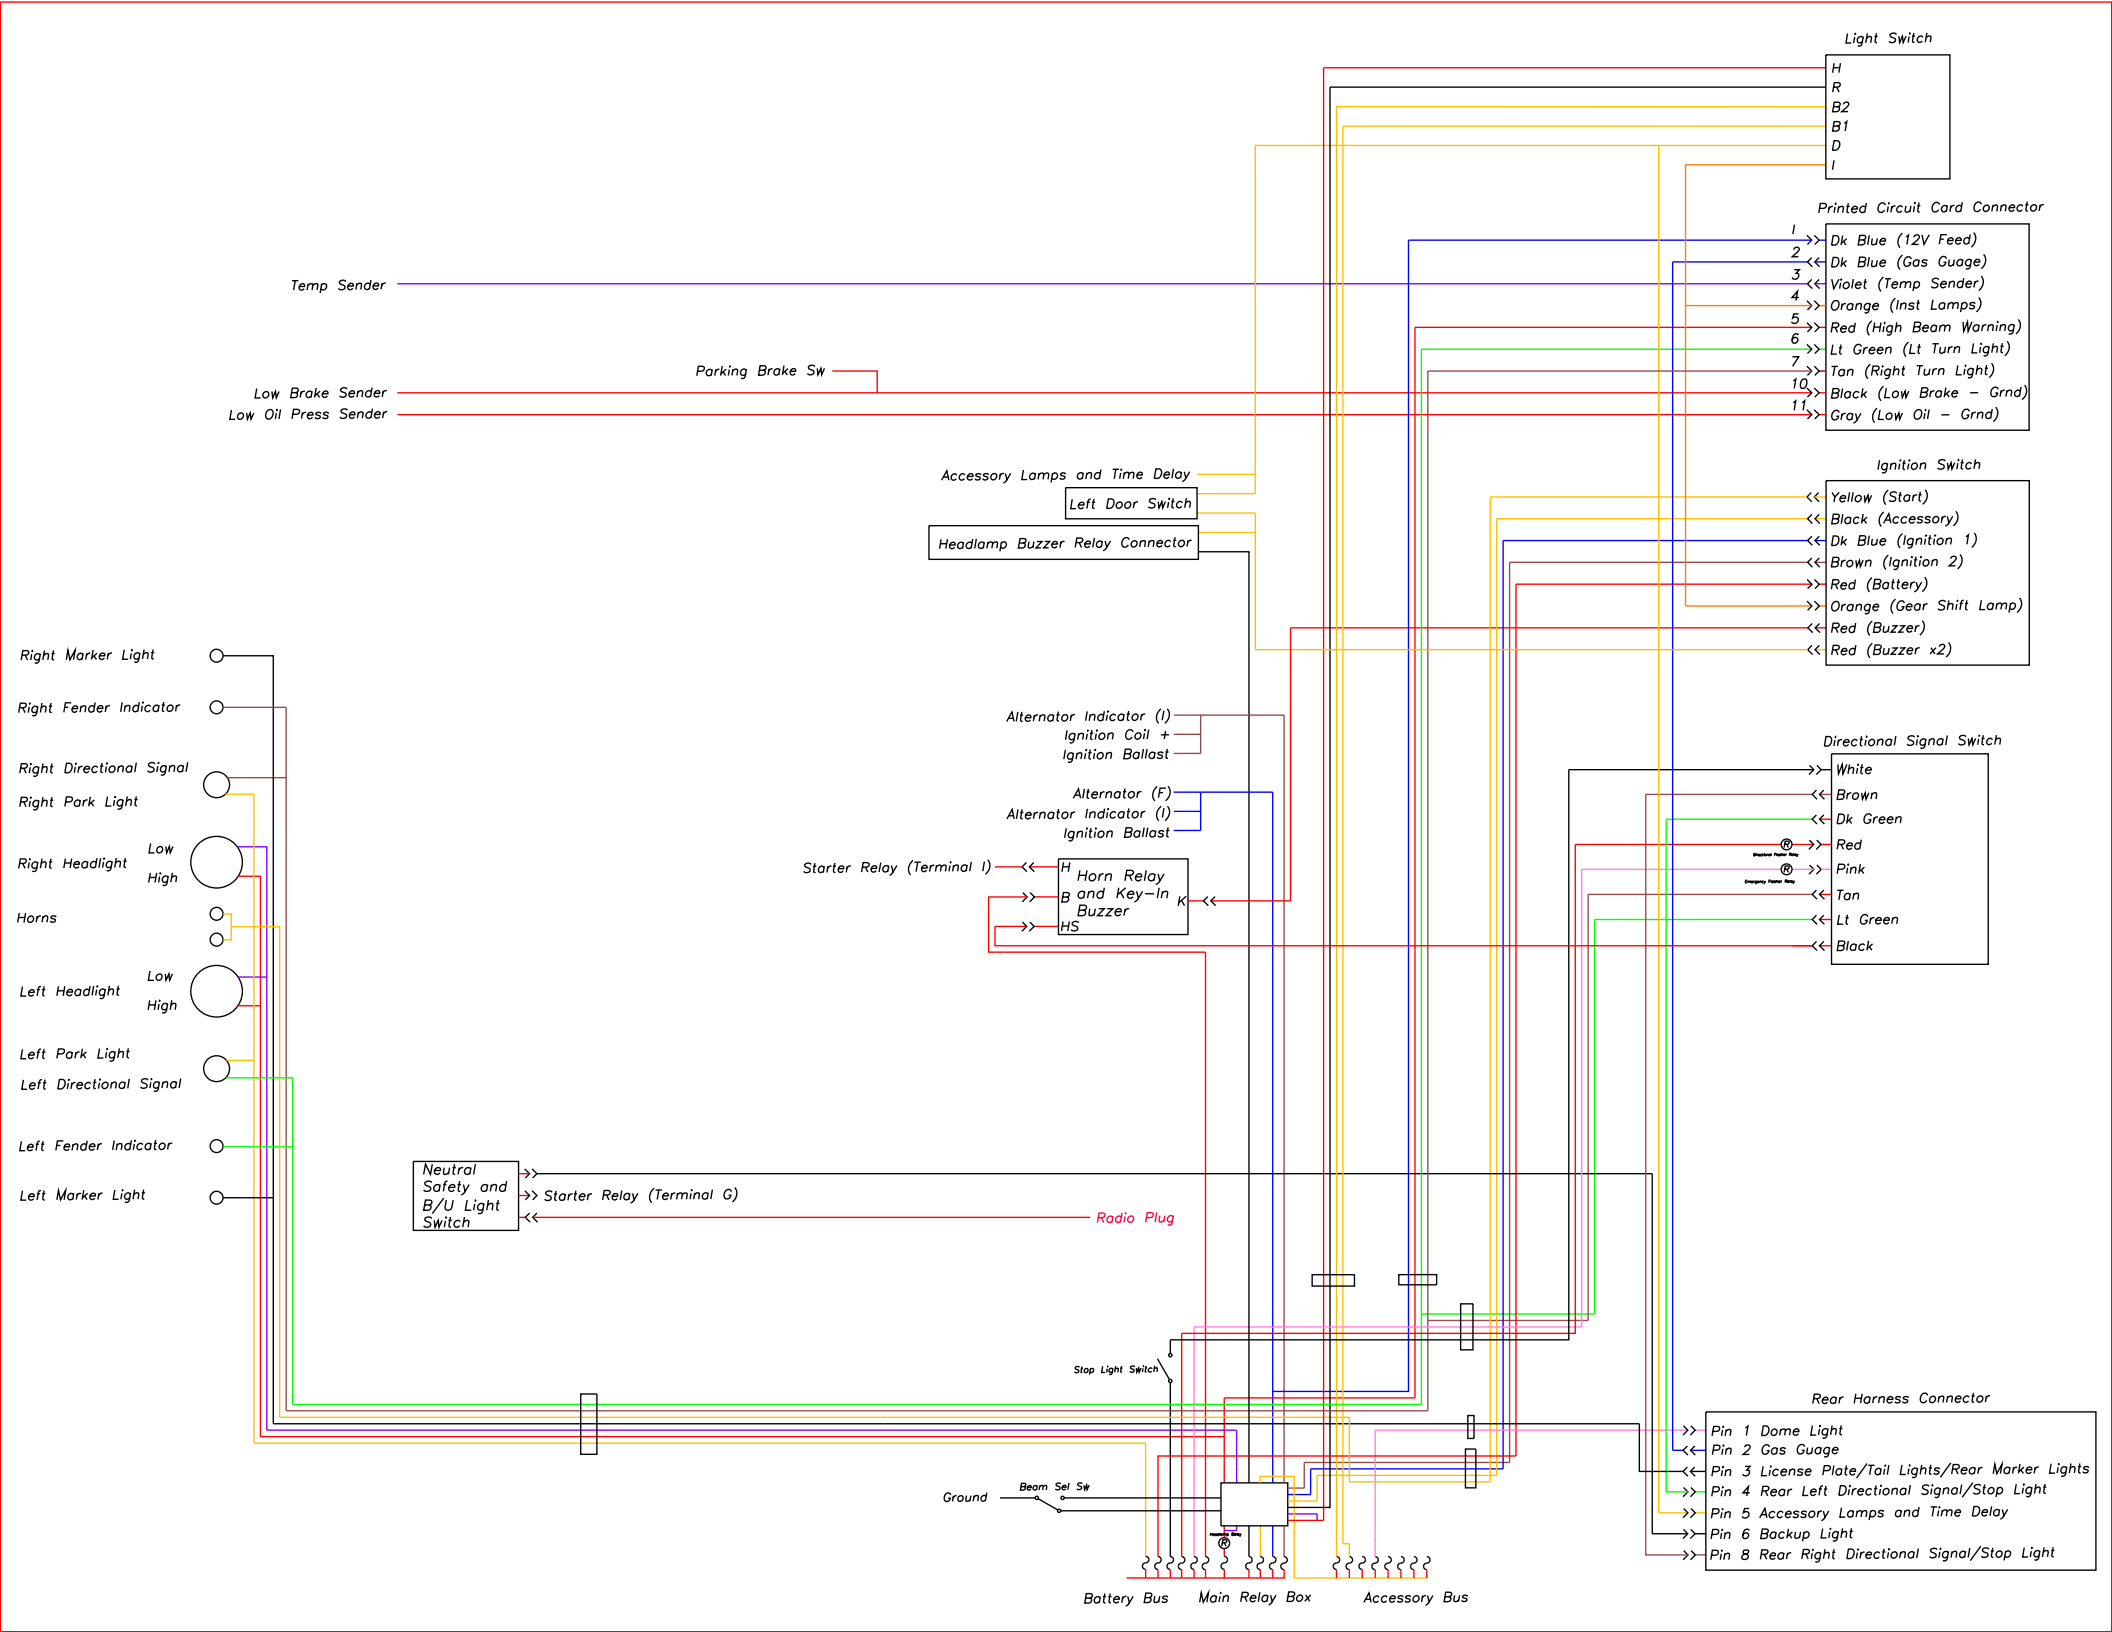 Light Switch
H
R
B2
B1
D
I
Printed Circuit Card Connector
1 Dk Blue (12V Feed)
2 Dk Blue (Gas Guage)
3 Violet (Temp Sender)
4 Orange (Inst Lamps)
5 Red (High Beam Warning)
6 Lt Green (Lt Turn Light)
7 Tan (Right Turn Light)
10 Black (Low Brake - Grnd)
11 Gray (Low Oil - Grnd)
Temp Sender
Parking Brake Sw
Low Brake Sender
Low Oil Press Sender
Accessory Lamps and Time Delay
Left Door Switch
Headlamp Buzzer Relay Connector
Ignition Switch
Yellow (Start)
Black (Accessory)
Dk Blue (Ignition 1)
Brown (Ignition 2)
Red (Battery)
Orange (Gear Shift Lamp)
Red (Buzzer)
Red (Buzzer x2)
Right Marker Light
Right Fender Indicator
Right Directional Signal
Right Park Light
Low
Right Headlight
High
Horns
Low
Left Headlight
High
Left Park Light
Left Directional Signal
Left Fender Indicator
Left Marker Light
Alternator Indicator (I)
Ignition Coil +
Ignition Ballast
Alternator (F)
Alternator Indicator (I)
Ignition Ballast
Starter Relay (Terminal I)
H
B
HS
K
Horn Relay
and Key-In
Buzzer
Directional Signal Switch
White
Brown
Dk Green
R Red
Directional Flasher Relay
R Pink
Emergency Flasher Relay
Tan
Lt Green
Black
Neutral
Safety and
B/U Light
Switch
Starter Relay (Terminal G)
Radio Plug
Stop Light Switch
Ground
Beam Sel Sw
Headlamp Relay
R
Battery Bus
Main Relay Box
Accessory Bus
Rear Harness Connector
Pin 1 Dome Light
Pin 2 Gas Guage
Pin 3 License Plate/Tail Lights/Rear Marker Lights
Pin 4 Rear Left Directional Signal/Stop Light
Pin 5 Accessory Lamps and Time Delay
Pin 6 Backup Light
Pin 8 Rear Right Directional Signal/Stop Light